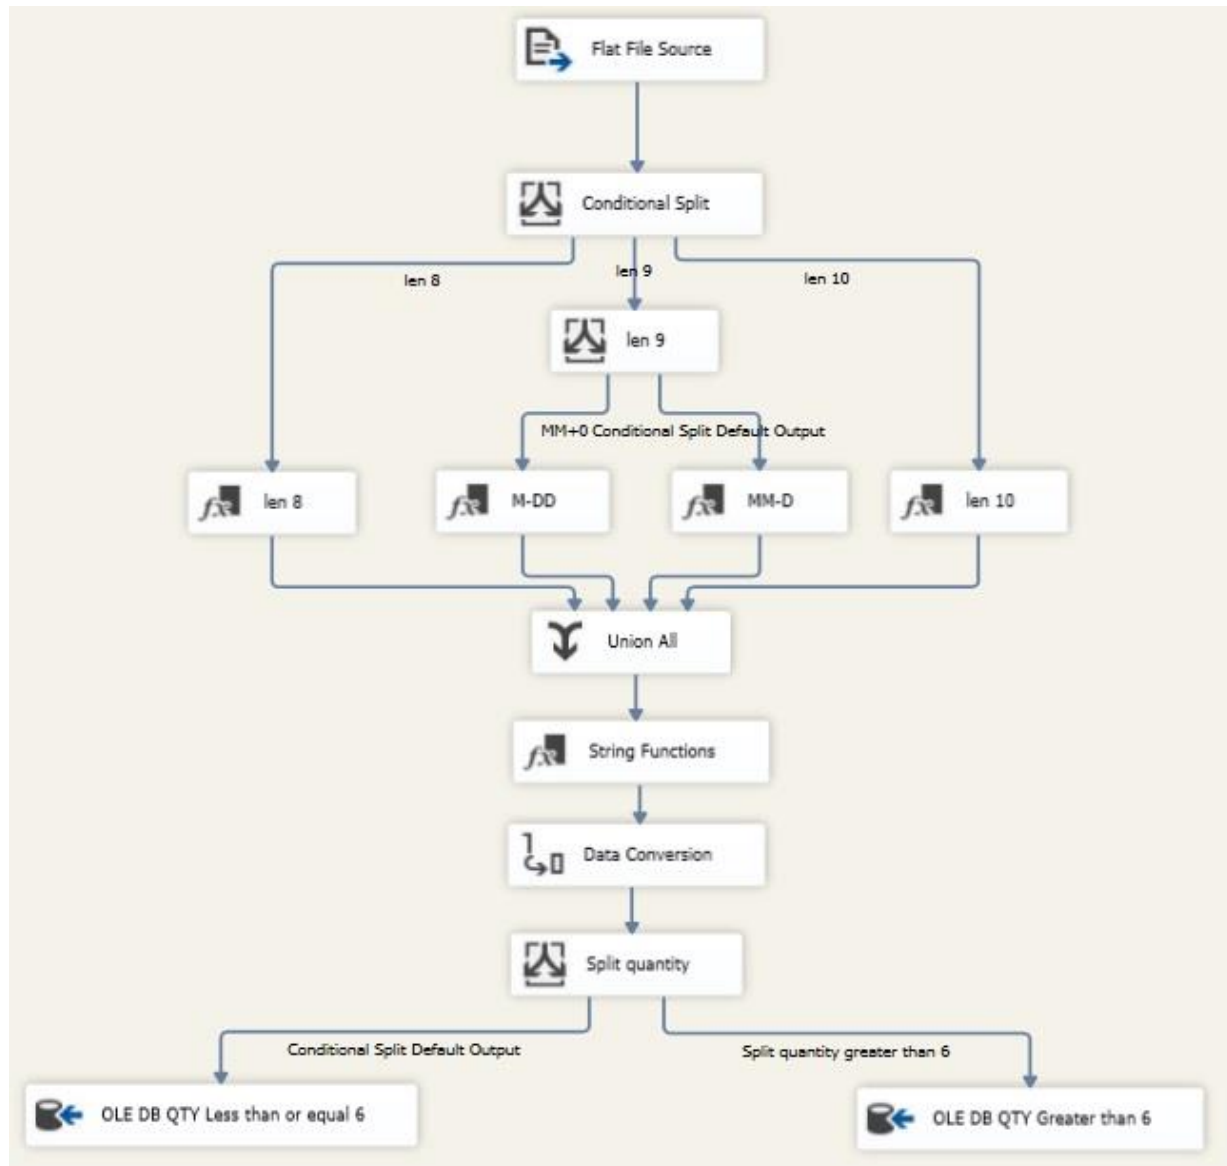 Flat File Source
Conditional Split
len 8
len 9
len 10
len 9
MM+0 Conditional Split Default Output
len 8
M-DD
MM-D
len 10
Union All
String Functions
Data Conversion
Split quantity
Conditional Split Default Output
Split quantity greater than 6
OLE DB QTY Less than or equal 6
OLE DB QTY Greater than 6